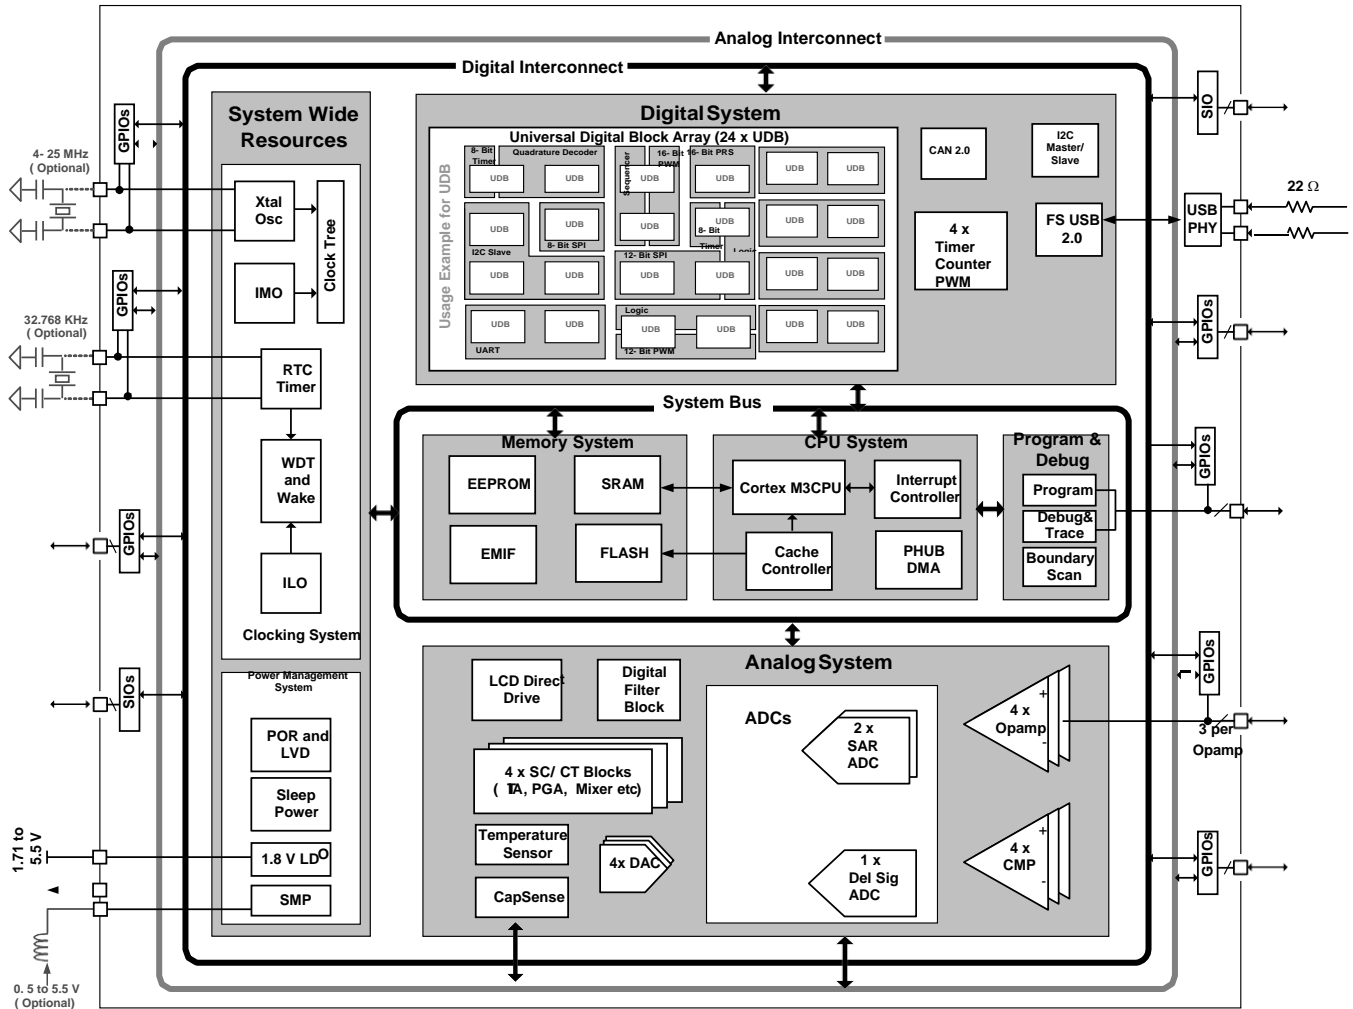 Analog Interconnect
Digital Interconnect
System Wide
Resources
4- 25 MHz
( Optional)
GPIOs
Xtal
Osc
Clock Tree
IMO
GPIOs
32.768 KHz
( Optional)
RTC
Timer
WDT
and
Wake
ILO
Clocking System
GPIOs
SIOs
Power Management
System
POR and
LVD
Sleep
Power
1.8 V LDO
SMP
1.71 to
5.5 V
0. 5 to 5.5 V
( Optional)
Digital System
Universal Digital Block Array (24 x UDB)
Usage Example for UDB
8- Bit
Timer
Quadrature Decoder
Sequencer
16- Bit
PWM
16- Bit PRS
UDB
UDB
UDB
UDB
UDB
UDB
UDB
UDB
UDB
UDB
UDB
UDB
I2C Slave
8- Bit SPI
8- Bit
Timer
Logic
12- Bit SPI
UDB
UDB
UDB
UDB
UDB
UDB
Logic
UDB
UDB
UDB
UDB
UDB
UDB
UART
12- Bit PWM
CAN 2.0
I2C
Master/
Slave
4 x
Timer
Counter
PWM
FS USB
2.0
SIO
USB
PHY
22 Ω
GPIOs
System Bus
Memory System
EEPROM
SRAM
EMIF
FLASH
CPU System
Cortex M3CPU
Interrupt
Controller
Cache
Controller
PHUB
DMA
Program &
Debug
Program
Debug&
Trace
Boundary
Scan
GPIOs
Analog System
LCD Direct
Drive
Digital
Filter
Block
4 x SC/ CT Blocks
( TIA, PGA, Mixer etc)
Temperature
Sensor
4x DAC
CapSense
ADCs
2 x
SAR
ADC
1 x
Del Sig
ADC
+
4 x
Opamp
-
+
4 x
CMP
-
GPIOs
3 per
Opamp
GPIOs